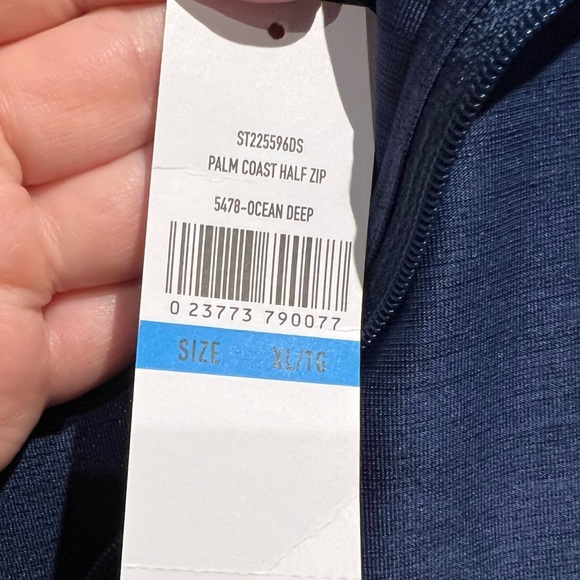 ST225596DS
PALM COAST HALF ZIP
5478-OCEAN DEEP
0 23773 790077
SIZE XL/TG